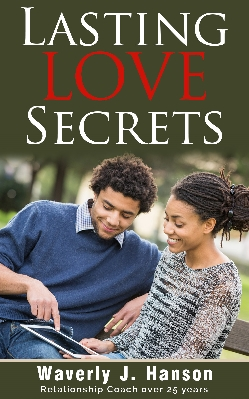 LASTING
LOVE
SECRETS
Waverly J. Hanson
Relationship Coach over 25 years